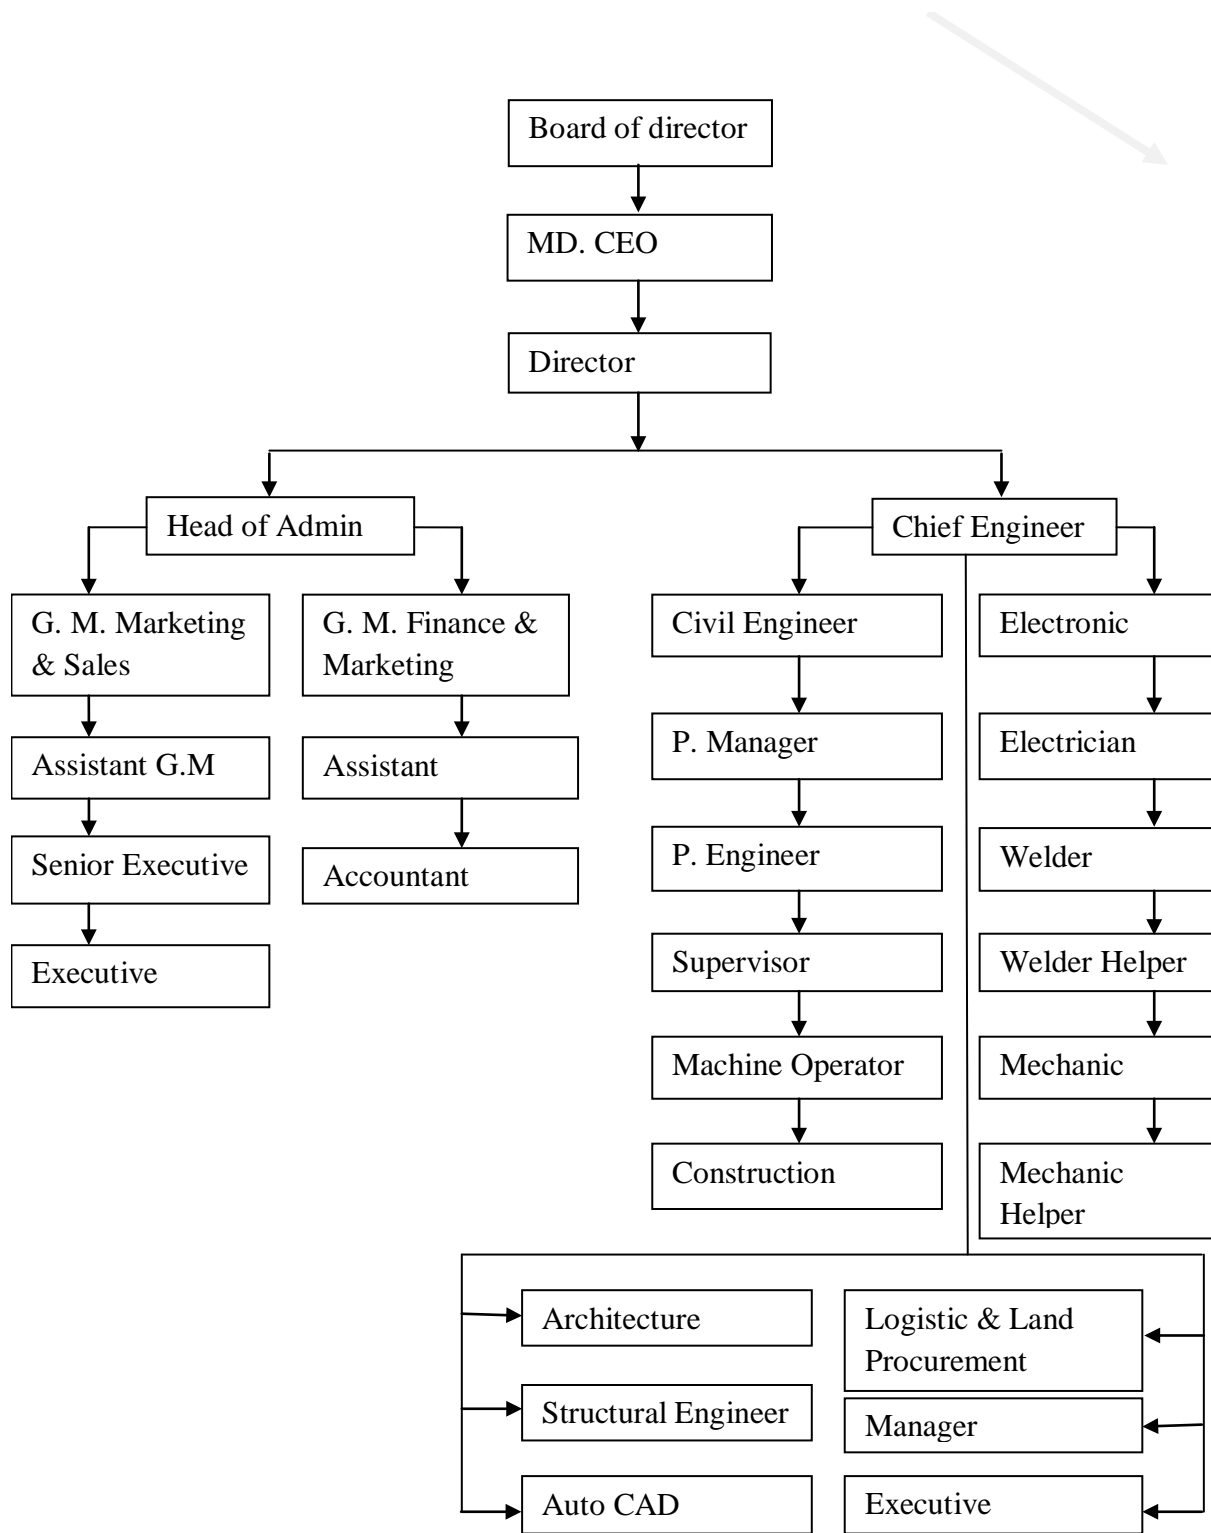 Board of director
MD. CEO
Director
Head of Admin
Chief Engineer
G. M. Marketing
& Sales
G. M. Finance &
Marketing
Civil Engineer
Electronic
Assistant G.M
Assistant
P. Manager
Electrician
Senior Executive
Accountant
P. Engineer
Welder
Executive
Supervisor
Welder Helper
Machine Operator
Mechanic
Construction
Mechanic
Helper
Architecture
Logistic & Land
Procurement
Structural Engineer
Manager
Auto CAD
Executive